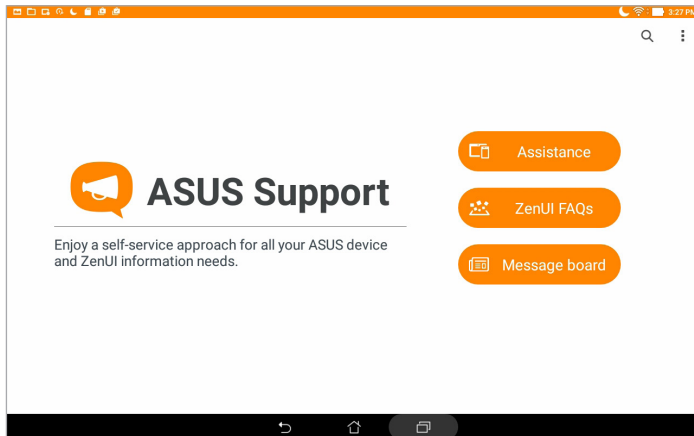 3:27 PM
ASUS Support
Enjoy a self-service approach for all your ASUS device
and ZenUI information needs.
Assistance
ZenUI FAQs
Message board